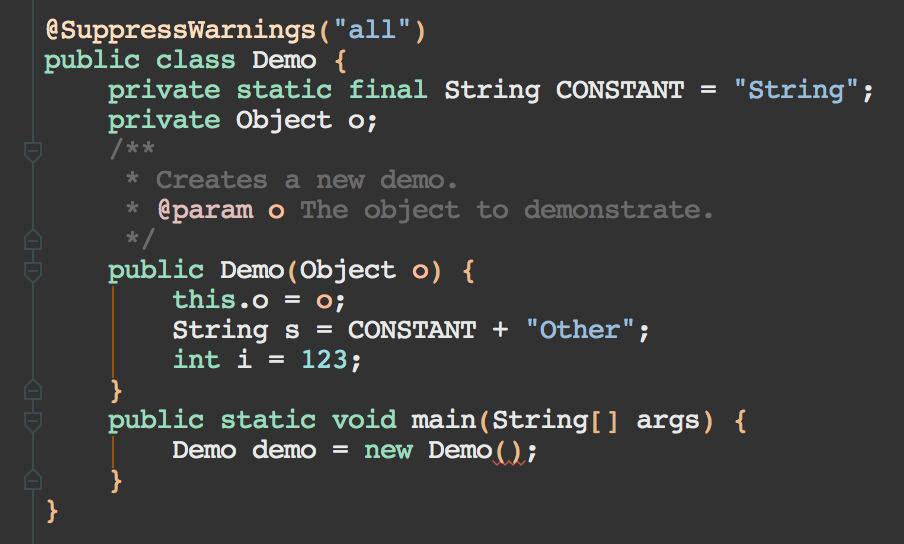 @SuppressWarnings("all")
public class Demo {
    private static final String CONSTANT = "String";
    private Object o;
    /**
     * Creates a new demo.
     * @param o The object to demonstrate.
     */
    public Demo(Object o) {
        this.o = o;
        String s = CONSTANT + "Other";
        int i = 123;
    }
    public static void main(String[] args) {
        Demo demo = new Demo();
    }
}